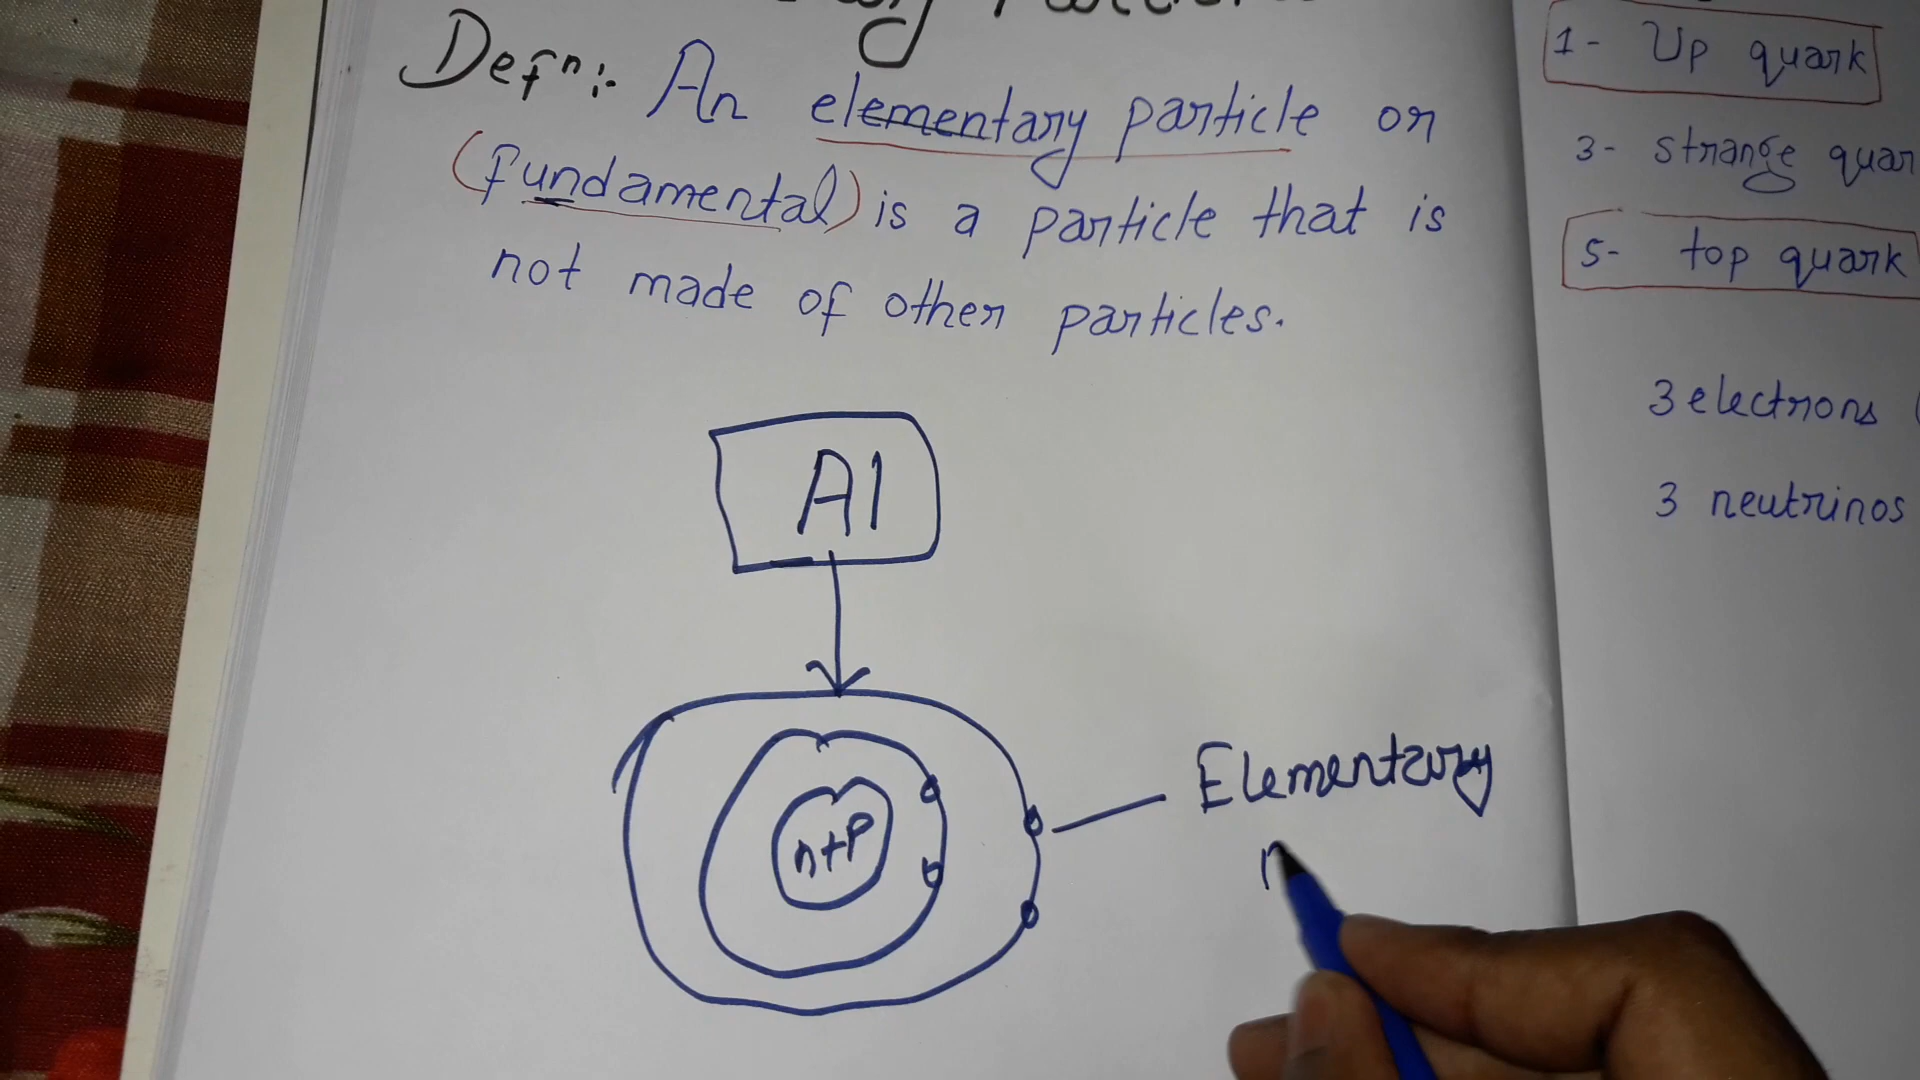 Defn:- An elementary particle or
(fundamental) is a particle that is
not made of other particles.
Al
n+P
Elementary
1- Up quark
3- strange quar
5- top quark
3 electrons
3 neutrinos